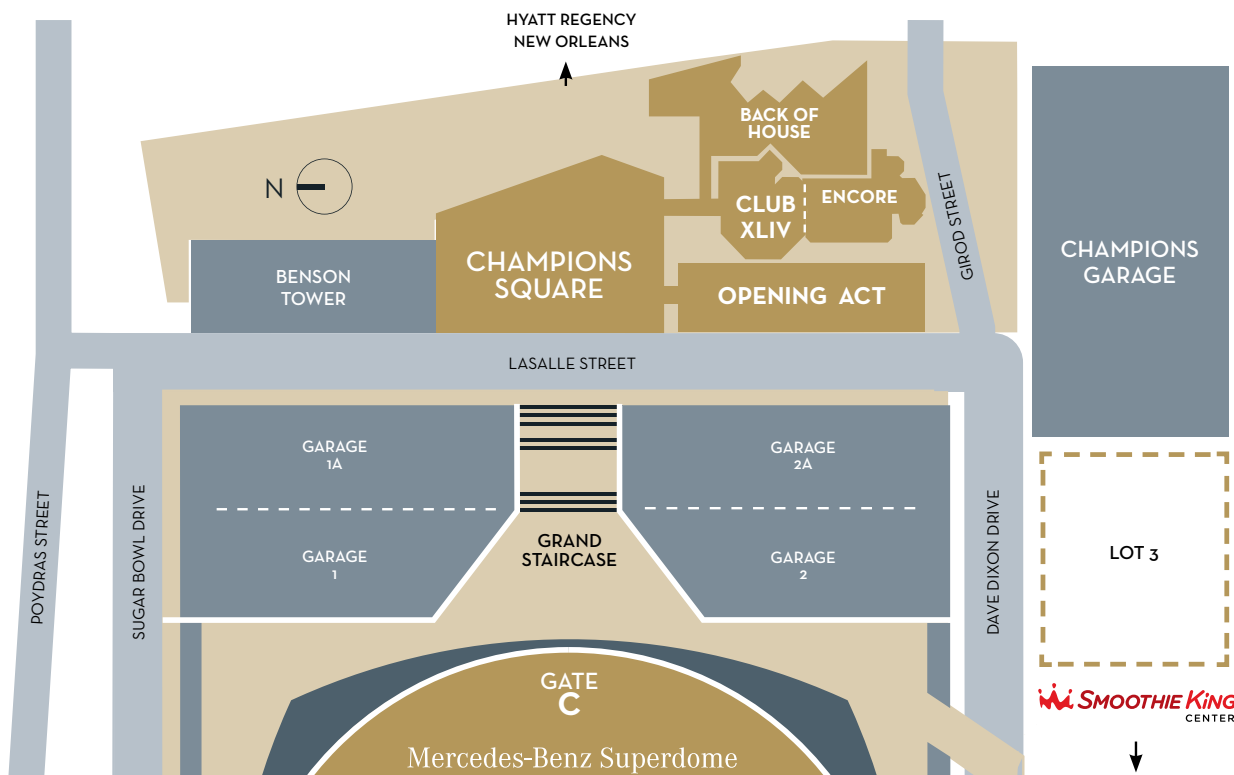 HYATT REGENCY
NEW ORLEANS
BACK OF
HOUSE
N
CLUB
XLIV
ENCORE
GIROD STREET
CHAMPIONS
SQUARE
CHAMPIONS
GARAGE
BENSON
TOWER
OPENING ACT
LASALLE STREET
GARAGE
1A
GARAGE
2A
POYDRAS STREET
SUGAR BOWL DRIVE
GRAND
STAIRCASE
GARAGE
1
GARAGE
2
DAVE DIXON DRIVE
LOT 3
GATE
C
SMOOTHIE KING
CENTER
Mercedes-Benz Superdome